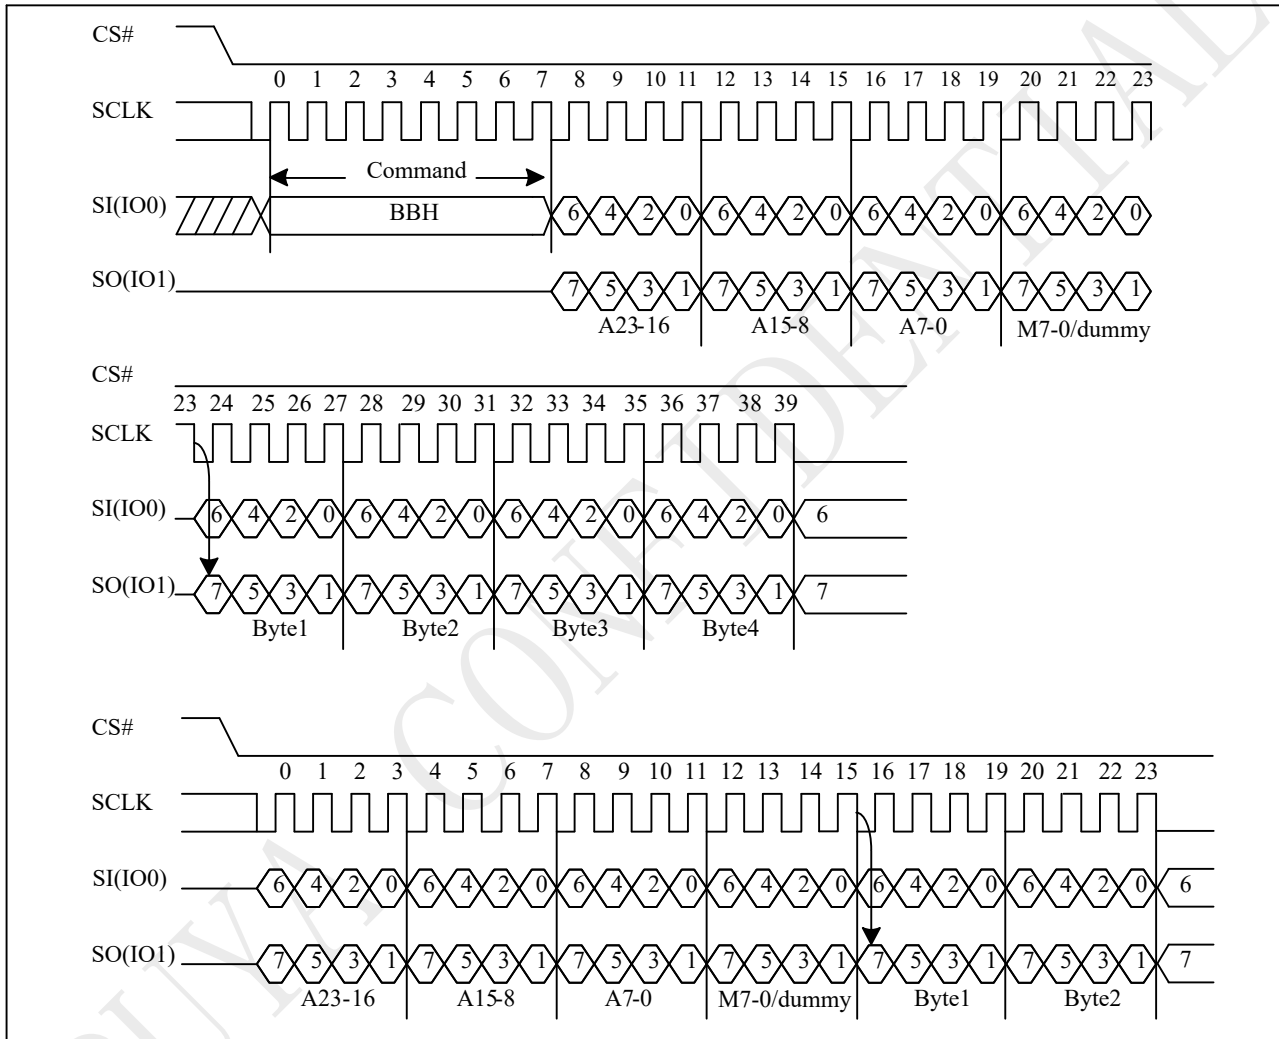 CS#
0 1 2 3 4 5 6 7 8 9 10 11 12 13 14 15 16 17 18 19 20 21 22 23
SCLK
Command
SI(IO0) BBH 6 4 2 0 6 4 2 0 6 4 2 0 6 4 2 0
SO(IO1) 7 5 3 1 7 5 3 1 7 5 3 1 7 5 3 1
A23-16 A15-8 A7-0 M7-0/dummy
CS#
23 24 25 26 27 28 29 30 31 32 33 34 35 36 37 38 39
SCLK
SI(IO0) 6 4 2 0 6 4 2 0 6 4 2 0 6 4 2 0 6
SO(IO1) 7 5 3 1 7 5 3 1 7 5 3 1 7 5 3 1 7
Byte1 Byte2 Byte3 Byte4
CS#
0 1 2 3 4 5 6 7 8 9 10 11 12 13 14 15 16 17 18 19 20 21 22 23
SCLK
SI(IO0) 6 4 2 0 6 4 2 0 6 4 2 0 6 4 2 0 6 4 2 0 6 4 2 0 6
SO(IO1) 7 5 3 1 7 5 3 1 7 5 3 1 7 5 3 1 7 5 3 1 7 5 3 1 7
A23-16 A15-8 A7-0 M7-0/dummy Byte1 Byte2
PUYA CONFIDENTIAL